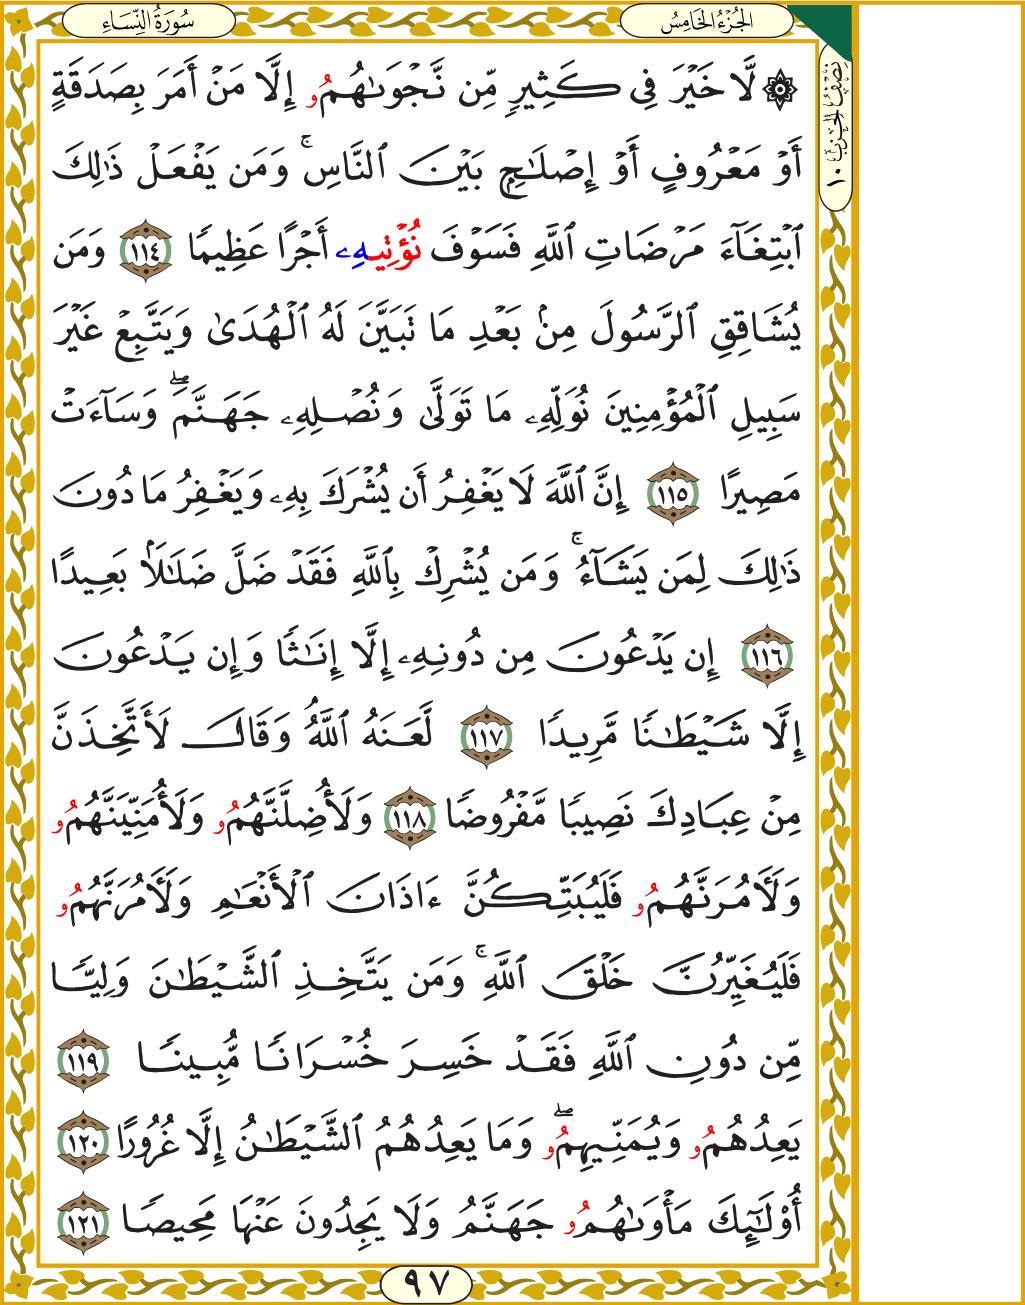 سُورَةُ النِّسَاءِ
الجُزْءُ الخَامِسُ
نِصْفُ الحِزْبِ ١٠
۞ لَّا خَيْرَ فِي كَثِيرٍ مِّن نَّجْوَىٰهُمُۥ إِلَّا مَنْ أَمَرَ بِصَدَقَةٍ
أَوْ مَعْرُوفٍ أَوْ إِصْلَٰحٍۭ بَيْنَ ٱلنَّاسِۚ وَمَن يَفْعَلْ ذَٰلِكَ
ٱبْتِغَآءَ مَرْضَاتِ ٱللَّهِ فَسَوْفَ نُؤْتِيهِۦ أَجْرًا عَظِيمًا ١١٤ وَمَن
يُشَاقِقِ ٱلرَّسُولَ مِنۢ بَعْدِ مَا تَبَيَّنَ لَهُ ٱلْهُدَىٰ وَيَتَّبِعْ غَيْرَ
سَبِيلِ ٱلْمُؤْمِنِينَ نُوَلِّهِۦ مَا تَوَلَّىٰ وَنُصْلِهِۦ جَهَنَّمَۖ وَسَآءَتْ
مَصِيرًا ١١٥ إِنَّ ٱللَّهَ لَا يَغْفِرُ أَن يُشْرَكَ بِهِۦ وَيَغْفِرُ مَا دُونَ
ذَٰلِكَ لِمَن يَشَآءُۚ وَمَن يُشْرِكْ بِٱللَّهِ فَقَدْ ضَلَّ ضَلَٰلَۢا بَعِيدًا
١١٦ إِن يَدْعُونَ مِن دُونِهِۦ إِلَّا إِنَٰثًا وَإِن يَدْعُونَ
إِلَّا شَيْطَٰنًا مَّرِيدًا ١١٧ لَّعَنَهُ ٱللَّهُ وَقَالَ لَأَتَّخِذَنَّ
مِنْ عِبَادِكَ نَصِيبًا مَّفْرُوضًا ١١٨ وَلَأُضِلَّنَّهُمُۥ وَلَأُمَنِّيَنَّهُمُۥ
وَلَأَمُرَنَّهُمُۥ فَلَيُبَتِّكُنَّ ءَاذَانَ ٱلْأَنْعَٰمِ وَلَأَمُرَنَّهُمُۥ
فَلَيُغَيِّرُنَّ خَلْقَ ٱللَّهِۚ وَمَن يَتَّخِذِ ٱلشَّيْطَٰنَ وَلِيًّا
مِّن دُونِ ٱللَّهِ فَقَدْ خَسِرَ خُسْرَانًا مُّبِينًا ١١٩
يَعِدُهُمُۥ وَيُمَنِّيهِمُۥۖ وَمَا يَعِدُهُمُ ٱلشَّيْطَٰنُ إِلَّا غُرُورًا ١٢٠
أُوْلَٰٓئِكَ مَأْوَىٰهُمُۥ جَهَنَّمُ وَلَا يَجِدُونَ عَنْهَا مَحِيصًا ١٢١
٩٧